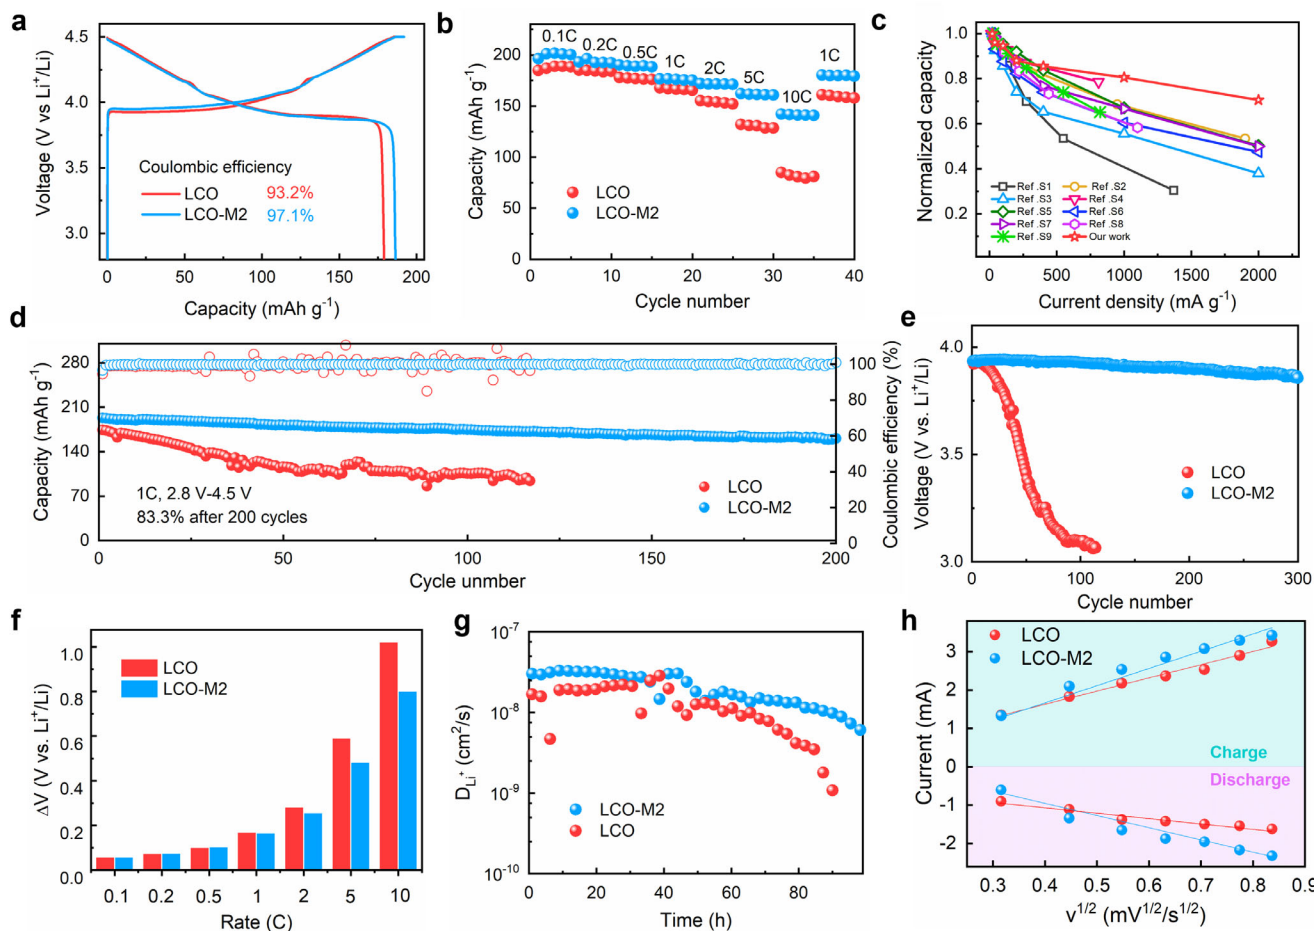 a
4.5
4.0
3.5
3.0
Voltage (V vs Li⁺/Li)
Coulombic efficiency
LCO 93.2%
LCO-M2 97.1%
0 50 100 150 200
Capacity (mAh g⁻¹)
b
200
150
100
50
0
Capacity (mAh g⁻¹)
0.1C 0.2C 0.5C 1C 2C 5C 10C 1C
LCO
LCO-M2
0 10 20 30 40
Cycle number
c
1.0
0.8
0.6
0.4
0.2
Normalized capacity
Ref .S1 Ref .S2
Ref .S3 Ref .S4
Ref .S5 Ref .S6
Ref .S7 Ref .S8
Ref .S9 Our work
0 500 1000 1500 2000
Current density (mA g⁻¹)
d
280
210
140
70
0
Capacity (mAh g⁻¹)
1C, 2.8 V-4.5 V
83.3% after 200 cycles
LCO
LCO-M2
100
80
60
40
20
0
Coulombic efficiency (%)
0 50 100 150 200
Cycle unmber
e
4.0
3.5
3.0
Voltage (V vs. Li⁺/Li)
LCO
LCO-M2
0 100 200 300
Cycle number
f
1.0
0.8
0.6
0.4
0.2
0.0
ΔV (V vs. Li⁺/Li)
LCO
LCO-M2
0.1 0.2 0.5 1 2 5 10
Rate (C)
g
10⁻⁷
10⁻⁸
10⁻⁹
10⁻¹⁰
D_Li⁺ (cm²/s)
LCO-M2
LCO
0 20 40 60 80 100
Time (h)
h
3
2
1
0
-1
-2
Current (mA)
LCO
LCO-M2
Charge
Discharge
0.3 0.4 0.5 0.6 0.7 0.8 0.9
v¹ᐟ² (mV¹ᐟ²/s¹ᐟ²)